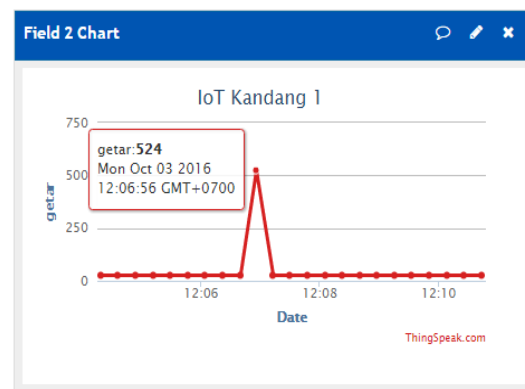 Field 2 Chart
IoT Kandang 1
750
getar:524
Mon Oct 03 2016
12:06:56 GMT+0700
500
250
0
getar
12:06 12:08 12:10
Date
ThingSpeak.com